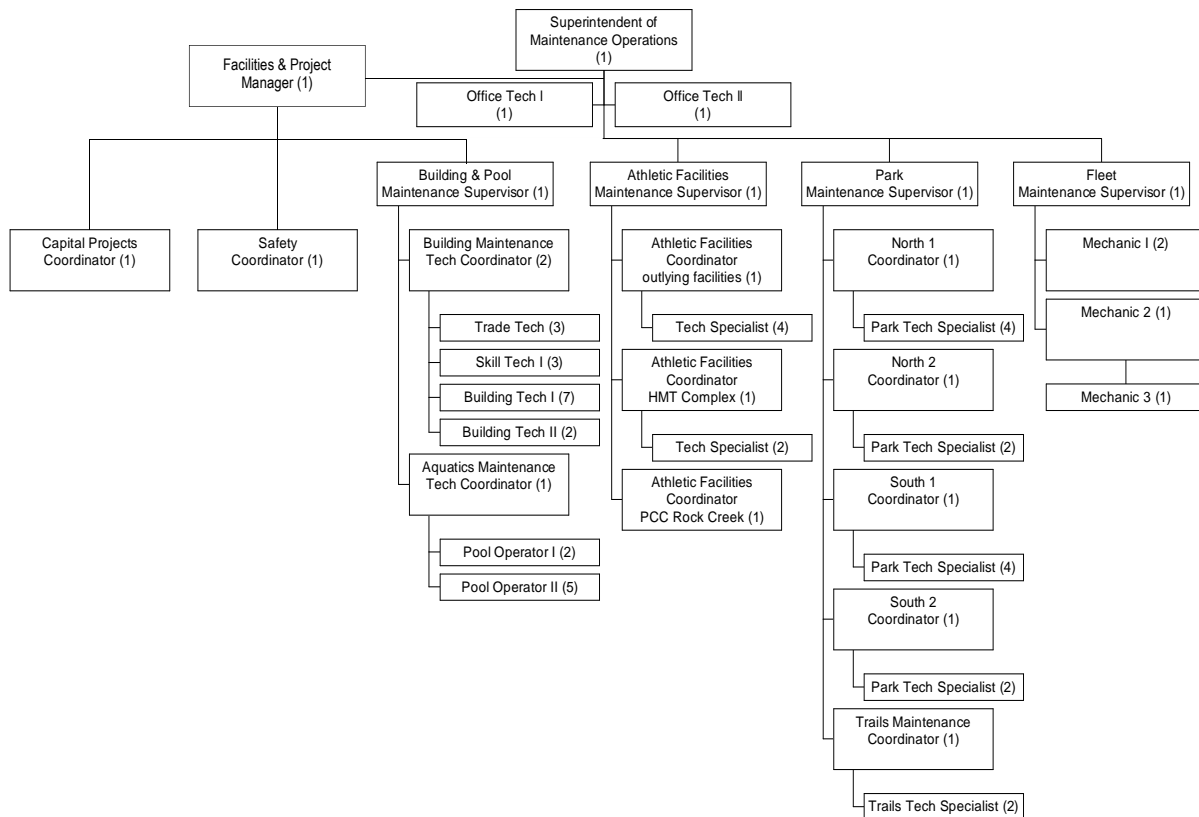 Superintendent of
Maintenance Operations
(1)
Facilities & Project
Manager (1)
Office Tech I
(1)
Office Tech II
(1)
Building & Pool
Maintenance Supervisor (1)
Athletic Facilities
Maintenance Supervisor (1)
Park
Maintenance Supervisor (1)
Fleet
Maintenance Supervisor (1)
Capital Projects
Coordinator (1)
Safety
Coordinator (1)
Building Maintenance
Tech Coordinator (2)
Trade Tech (3)
Skill Tech I (3)
Building Tech I (7)
Building Tech II (2)
Aquatics Maintenance
Tech Coordinator (1)
Pool Operator I (2)
Pool Operator II (5)
Athletic Facilities
Coordinator
outlying facilities (1)
Tech Specialist (4)
Athletic Facilities
Coordinator
HMT Complex (1)
Tech Specialist (2)
Athletic Facilities
Coordinator
PCC Rock Creek (1)
North 1
Coordinator (1)
Park Tech Specialist (4)
North 2
Coordinator (1)
Park Tech Specialist (2)
South 1
Coordinator (1)
Park Tech Specialist (4)
South 2
Coordinator (1)
Park Tech Specialist (2)
Trails Maintenance
Coordinator (1)
Trails Tech Specialist (2)
Mechanic I (2)
Mechanic 2 (1)
Mechanic 3 (1)